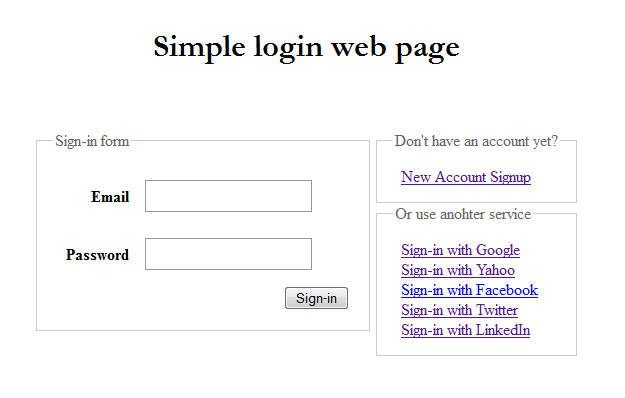 Simple login web page
Sign-in form
Email
Password
Sign-in
Don't have an account yet?
New Account Signup
Or use anohter service
Sign-in with Google
Sign-in with Yahoo
Sign-in with Facebook
Sign-in with Twitter
Sign-in with LinkedIn